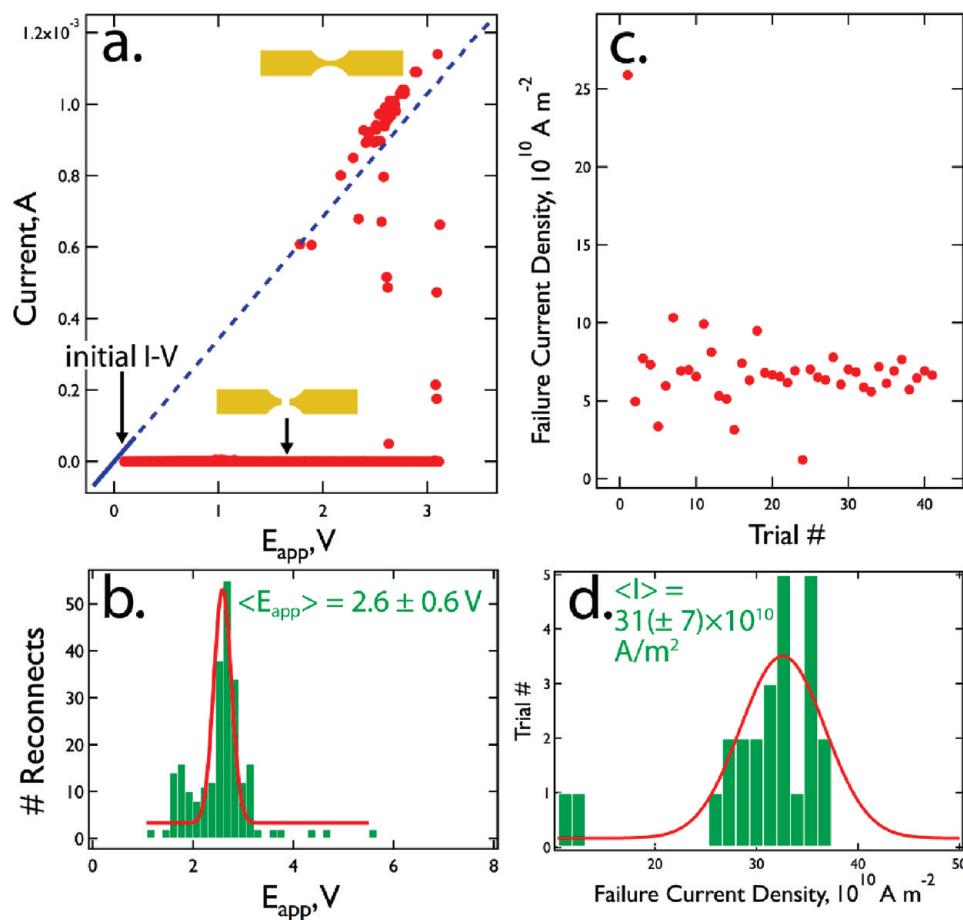 a.
1.2×10⁻³
1.0
0.8
0.6
0.4
0.2
0.0
Current, A
initial I-V
0
1
2
3
E_app, V
c.
25
20
15
10
5
0
Failure Current Density, 10¹⁰ A m⁻²
0
10
20
30
40
Trial #
b.
<E_app> = 2.6 ± 0.6 V
50
40
30
20
10
0
# Reconnects
0
2
4
6
8
E_app, V
d.
<I> =
31(± 7)×10¹⁰
A/m²
5
4
3
2
1
0
Trial #
20
30
40
50
Failure Current Density, 10¹⁰ A m⁻²